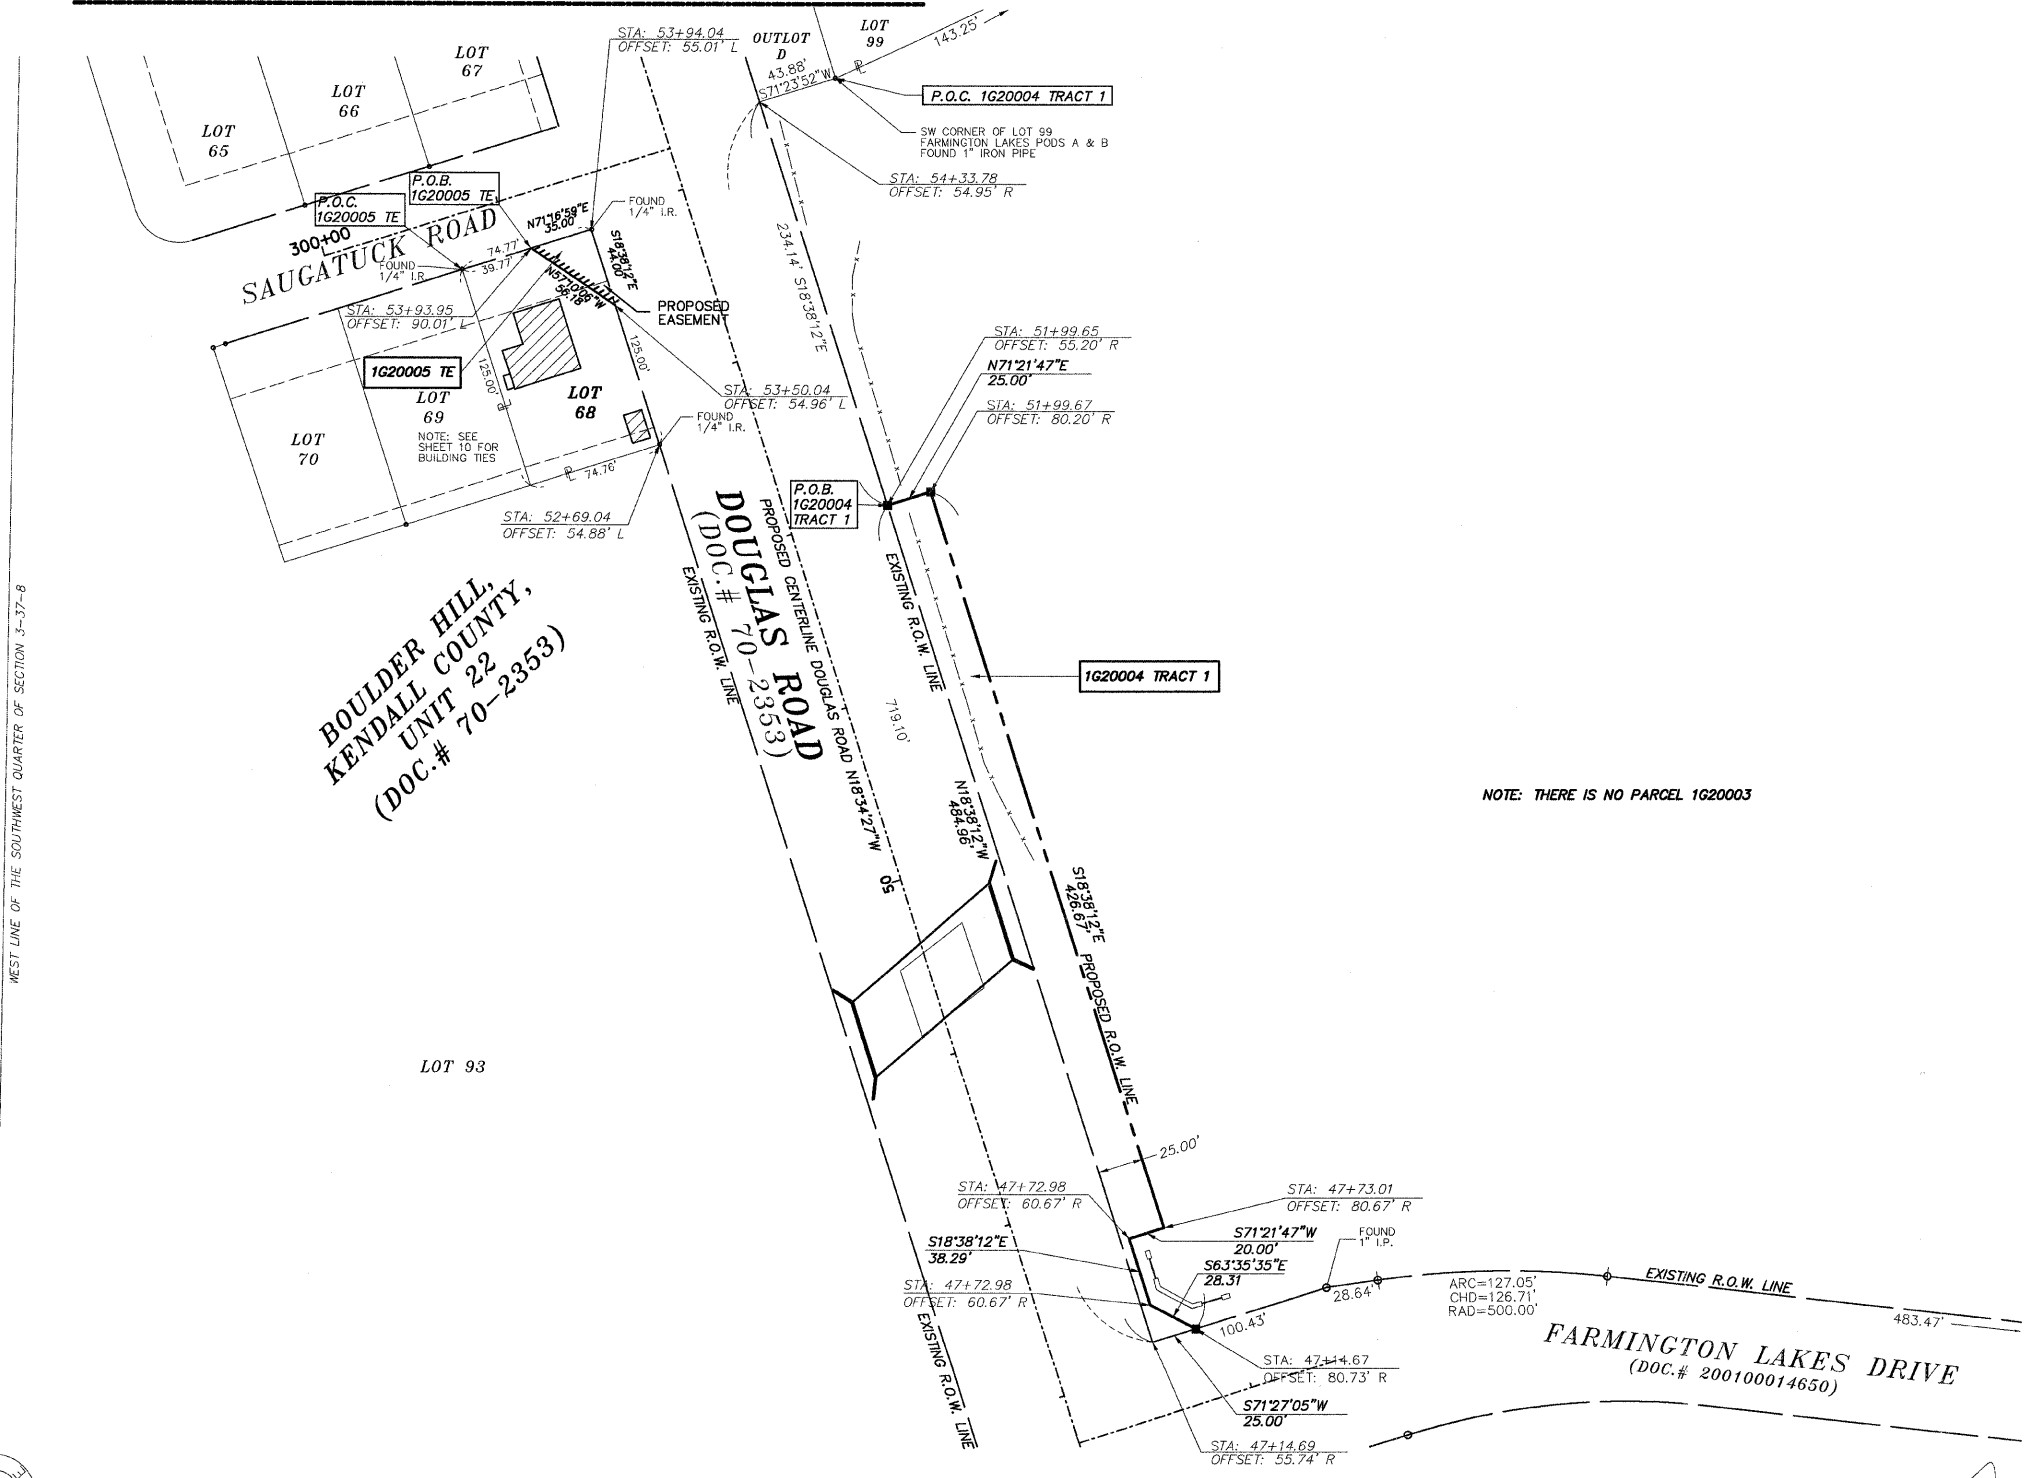 STA: 53+94.04
OFFSET: 55.01' L
OUTLOT
D
43.88'
S71°23'52"W
LOT
99
143.25'
P.O.C. 1G20004 TRACT 1
SW CORNER OF LOT 99
FARMINGTON LAKES PODS A & B
FOUND 1" IRON PIPE
STA: 54+33.78
OFFSET: 54.95' R
LOT
67
LOT
66
LOT
65
P.O.B.
1G20005 TE
P.O.C.
1G20005 TE
300+00
SAUGATUCK ROAD
FOUND
1/4" I.R.
74.77'
39.77'
N71°16'59"E
35.00'
FOUND
1/4" I.R.
S18°38'12"E
44.00'
N57°10'06"W
56.18'
PROPOSED
EASEMENT
STA: 53+93.95
OFFSET: 90.01' L
1G20005 TE
125.00'
125.00'
LOT
69
NOTE: SEE
SHEET 10 FOR
BUILDING TIES
LOT
68
LOT
70
STA: 53+50.04
OFFSET: 54.96' L
FOUND
1/4" I.R.
74.76'
STA: 52+69.04
OFFSET: 54.88' L
234.14' S18°38'12"E
STA: 51+99.65
OFFSET: 55.20' R
N71°21'47"E
25.00'
STA: 51+99.67
OFFSET: 80.20' R
P.O.B.
1G20004
TRACT 1
DOUGLAS ROAD
(DOC.# 70-2353)
PROPOSED CENTERLINE DOUGLAS ROAD N18°34'27"W
EXISTING R.O.W. LINE
EXISTING R.O.W. LINE
1G20004 TRACT 1
719.10'
N18°38'12"W
484.96'
50
BOULDER HILL,
KENDALL COUNTY,
UNIT 22
(DOC.# 70-2353)
WEST LINE OF THE SOUTHWEST QUARTER OF SECTION 3-37-8
NOTE: THERE IS NO PARCEL 1G20003
S18°38'12"E
426.67'
PROPOSED R.O.W. LINE
LOT 93
25.00'
STA: 47+72.98
OFFSET: 60.67' R
STA: 47+73.01
OFFSET: 80.67' R
S71°21'47"W
20.00'
FOUND
1" I.P.
S18°38'12"E
38.29'
S63°35'35"E
28.31
STA: 47+72.98
OFFSET: 60.67' R
28.64'
100.43'
ARC=127.05'
CHD=126.71'
RAD=500.00'
EXISTING R.O.W. LINE
483.47'
FARMINGTON LAKES DRIVE
(DOC.# 200100014650)
EXISTING R.O.W. LINE
STA: 47+14.67
OFFSET: 80.73' R
S71°27'05"W
25.00'
STA: 47+14.69
OFFSET: 55.74' R